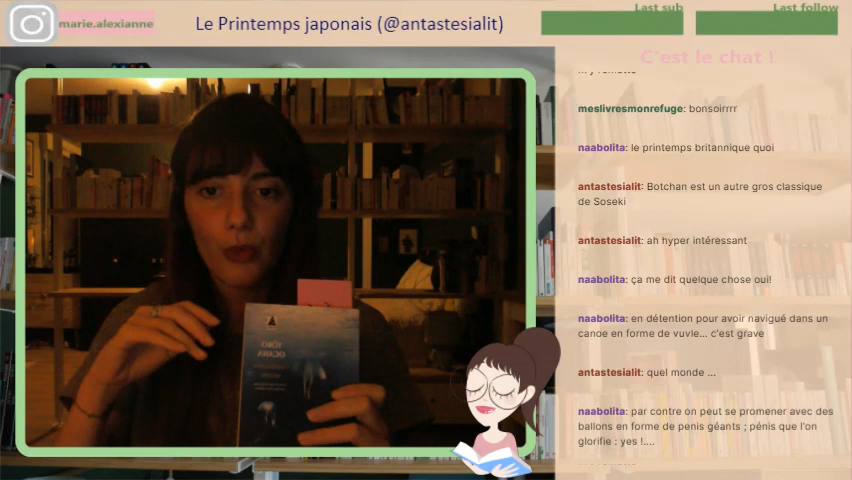 marie.alexianne
Le Printemps japonais (@antastesialit)
Last sub
Last follow
C'est le chat !
meslivresmonrefuge: bonsoirrrr
naabolita: le printemps britannique quoi
antastesialit: Botchan est un autre gros classique
de Soseki
antastesialit: ah hyper intéressant
naabolita: ça me dit quelque chose oui!
naabolita: en détention pour avoir navigué dans un
canoe en forme de vuvle... c'est grave
antastesialit: quel monde ...
naabolita: par contre on peut se promener avec des
ballons en forme de penis géants ; pénis que l'on
glorifie : yes !....
YÔKO
OGAWA